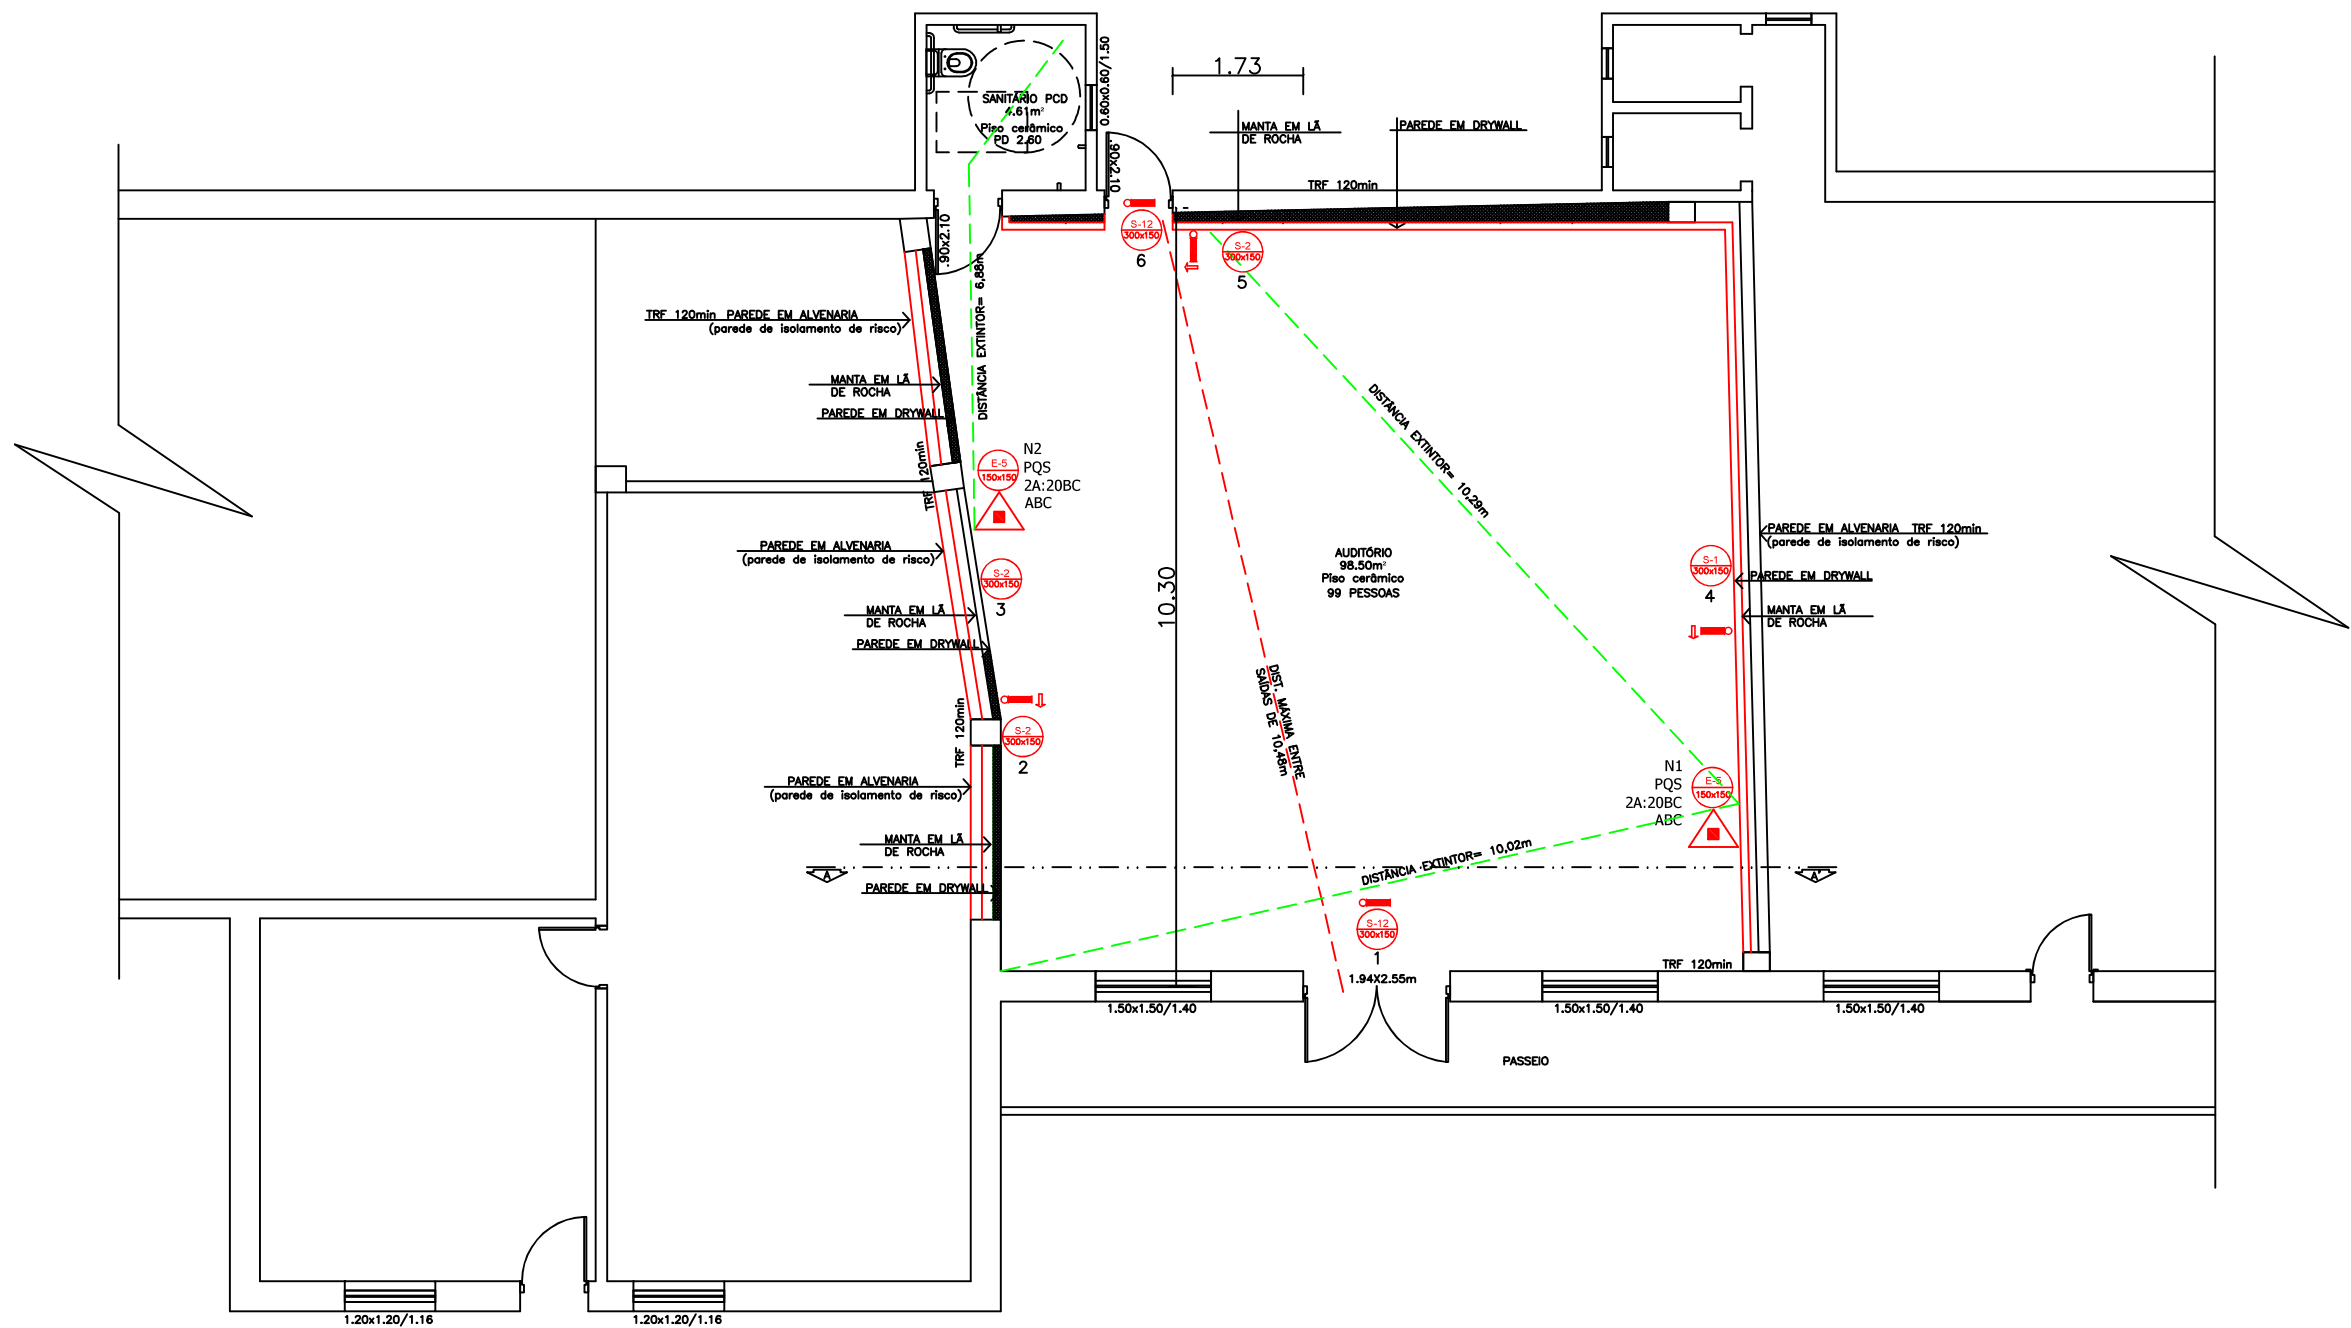 1.73
.90x2.10
0.60x0.60/1.50
SANITÁRIO PCD
4.61m²
Piso cerâmico
PD 2.60
MANTA EM LÃ
DE ROCHA
PAREDE EM DRYWALL
TRF 120min
.90x2.10
S-12
300x150
6
S-2
300x150
5
TRF 120min PAREDE EM ALVENARIA
(parede de isolamento de risco)
DISTÂNCIA EXTINTOR= 6,88m
MANTA EM LÃ
DE ROCHA
PAREDE EM DRYWALL
DISTÂNCIA EXTINTOR= 10,29m
TRF 120min
E-5
150x150
N2
PQS
2A:20BC
ABC
PAREDE EM ALVENARIA
(parede de isolamento de risco)
S-2
300x150
3
10.30
AUDITÓRIO
98.50m²
Piso cerâmico
99 PESSOAS
S-1
300x150
4
PAREDE EM ALVENARIA TRF 120min
(parede de isolamento de risco)
PAREDE EM DRYWALL
MANTA EM LÃ
DE ROCHA
MANTA EM LÃ
DE ROCHA
PAREDE EM DRYWALL
TRF 120min
S-2
300x150
2
DIST. MÁXIMA ENTRE
SAÍDAS DE 10,48m
PAREDE EM ALVENARIA
(parede de isolamento de risco)
N1
PQS
2A:20BC
ABC
E-5
150x150
MANTA EM LÃ
DE ROCHA
DISTÂNCIA EXTINTOR= 10,02m
A
A'
PAREDE EM DRYWALL
S-12
300x150
1
1.94X2.55m
TRF 120min
1.50x1.50/1.40
1.50x1.50/1.40
1.50x1.50/1.40
PASSEIO
1.20x1.20/1.16
1.20x1.20/1.16